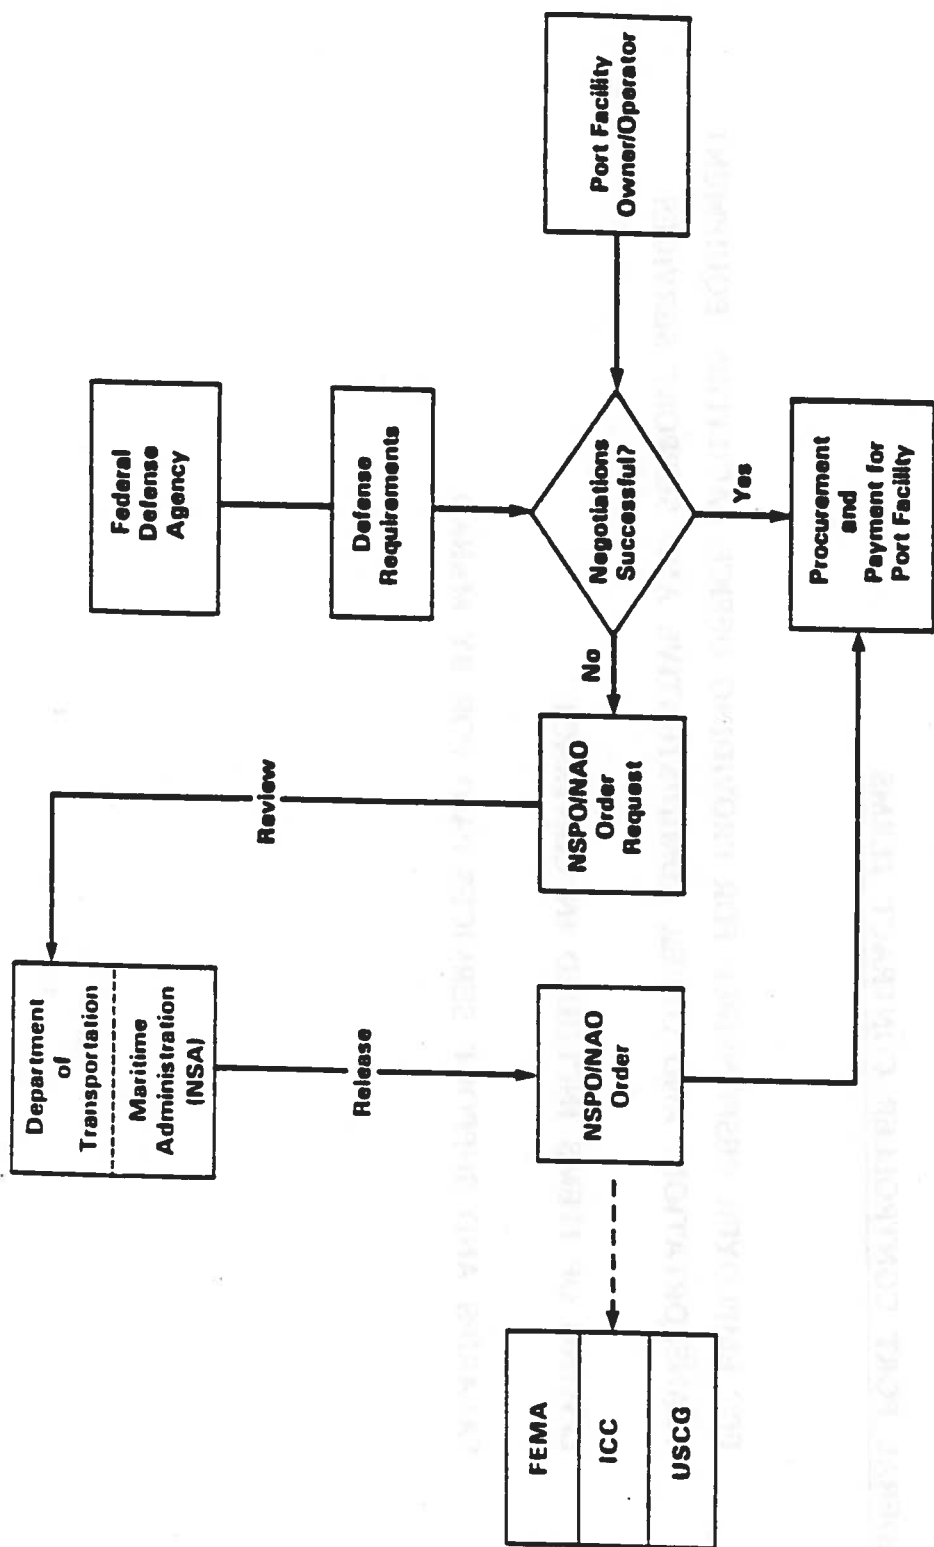 Department
of
Transportation
Maritime
Administration
(NSA)
Federal
Defense
Agency
Review
Release
Defense
Requirements
FEMA
ICC
USCG
NSPO/NAO
Order
NSPO/NAO
Order
Request
No
Negotiations
Successful?
Port Facility
Owner/Operator
Yes
Procurement
and
Payment for
Port Facility